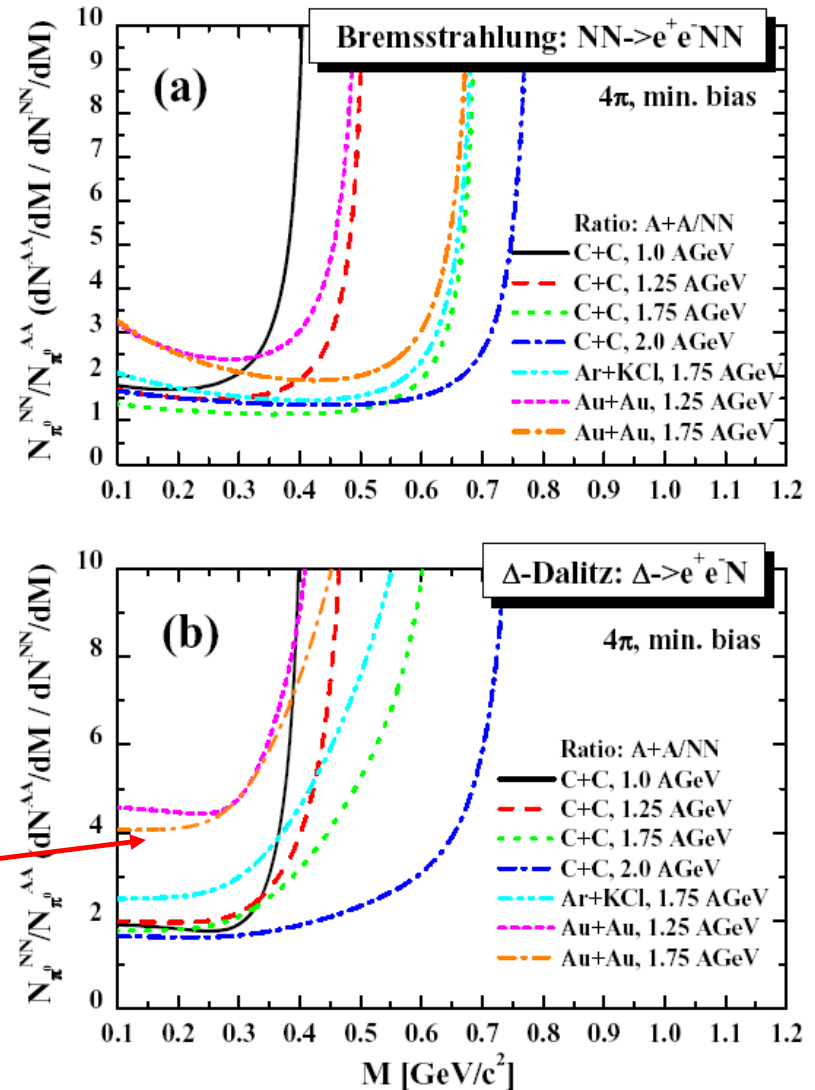 Bremsstrahlung: NN->e⁺e⁻NN
(a)
4π, min. bias
Ratio: A+A/NN
C+C, 1.0 AGeV
C+C, 1.25 AGeV
C+C, 1.75 AGeV
C+C, 2.0 AGeV
Ar+KCl, 1.75 AGeV
Au+Au, 1.25 AGeV
Au+Au, 1.75 AGeV
N_π⁰^NN/N_π⁰^AA (dN^AA/dM / dN^NN/dM)
10
9
8
7
6
5
4
3
2
1
0
0.1 0.2 0.3 0.4 0.5 0.6 0.7 0.8 0.9 1.0 1.1 1.2
Δ-Dalitz: Δ->e⁺e⁻N
(b)
4π, min. bias
Ratio: A+A/NN
C+C, 1.0 AGeV
C+C, 1.25 AGeV
C+C, 1.75 AGeV
C+C, 2.0 AGeV
Ar+KCl, 1.75 AGeV
Au+Au, 1.25 AGeV
Au+Au, 1.75 AGeV
N_π⁰^NN/N_π⁰^AA (dN^AA/dM / dN^NN/dM)
10
8
6
4
2
0
0.1 0.2 0.3 0.4 0.5 0.6 0.7 0.8 0.9 1.0 1.1 1.2
M [GeV/c²]